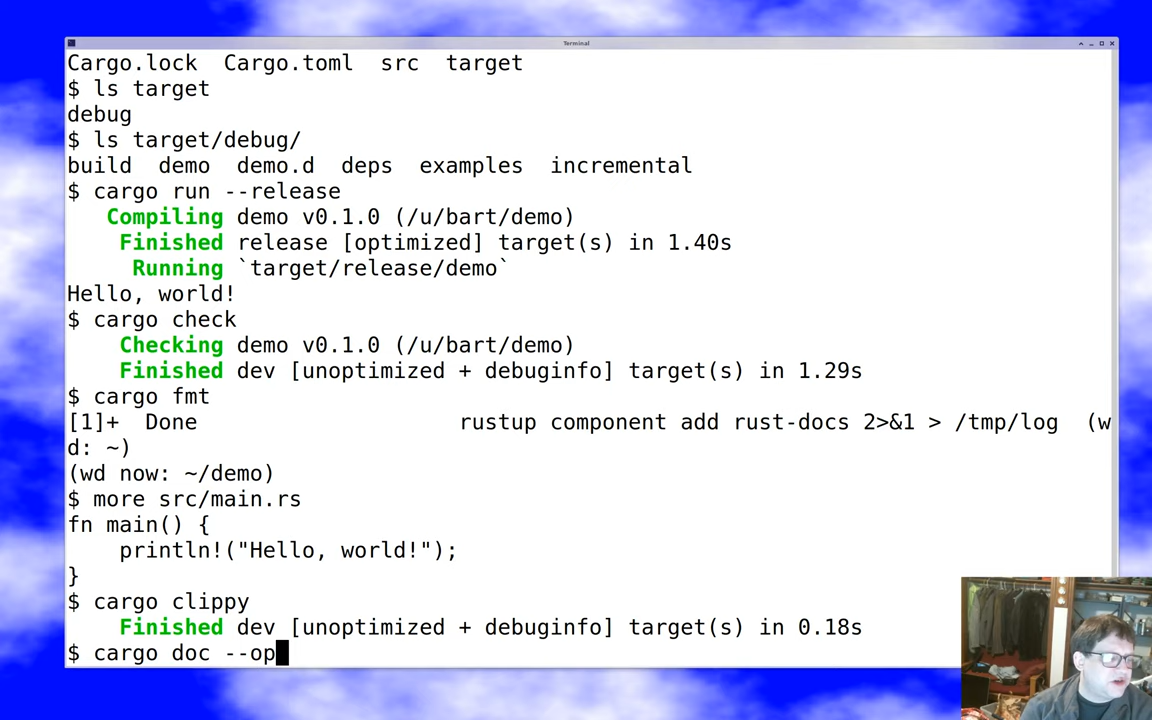 Terminal
Cargo.lock  Cargo.toml  src  target
$ ls target
debug
$ ls target/debug/
build  demo  demo.d  deps  examples  incremental
$ cargo run --release
   Compiling demo v0.1.0 (/u/bart/demo)
    Finished release [optimized] target(s) in 1.40s
     Running `target/release/demo`
Hello, world!
$ cargo check
    Checking demo v0.1.0 (/u/bart/demo)
    Finished dev [unoptimized + debuginfo] target(s) in 1.29s
$ cargo fmt
[1]+  Done                    rustup component add rust-docs 2>&1 > /tmp/log  (w
d: ~)
(wd now: ~/demo)
$ more src/main.rs
fn main() {
    println!("Hello, world!");
}
$ cargo clippy
    Finished dev [unoptimized + debuginfo] target(s) in 0.18s
$ cargo doc --op